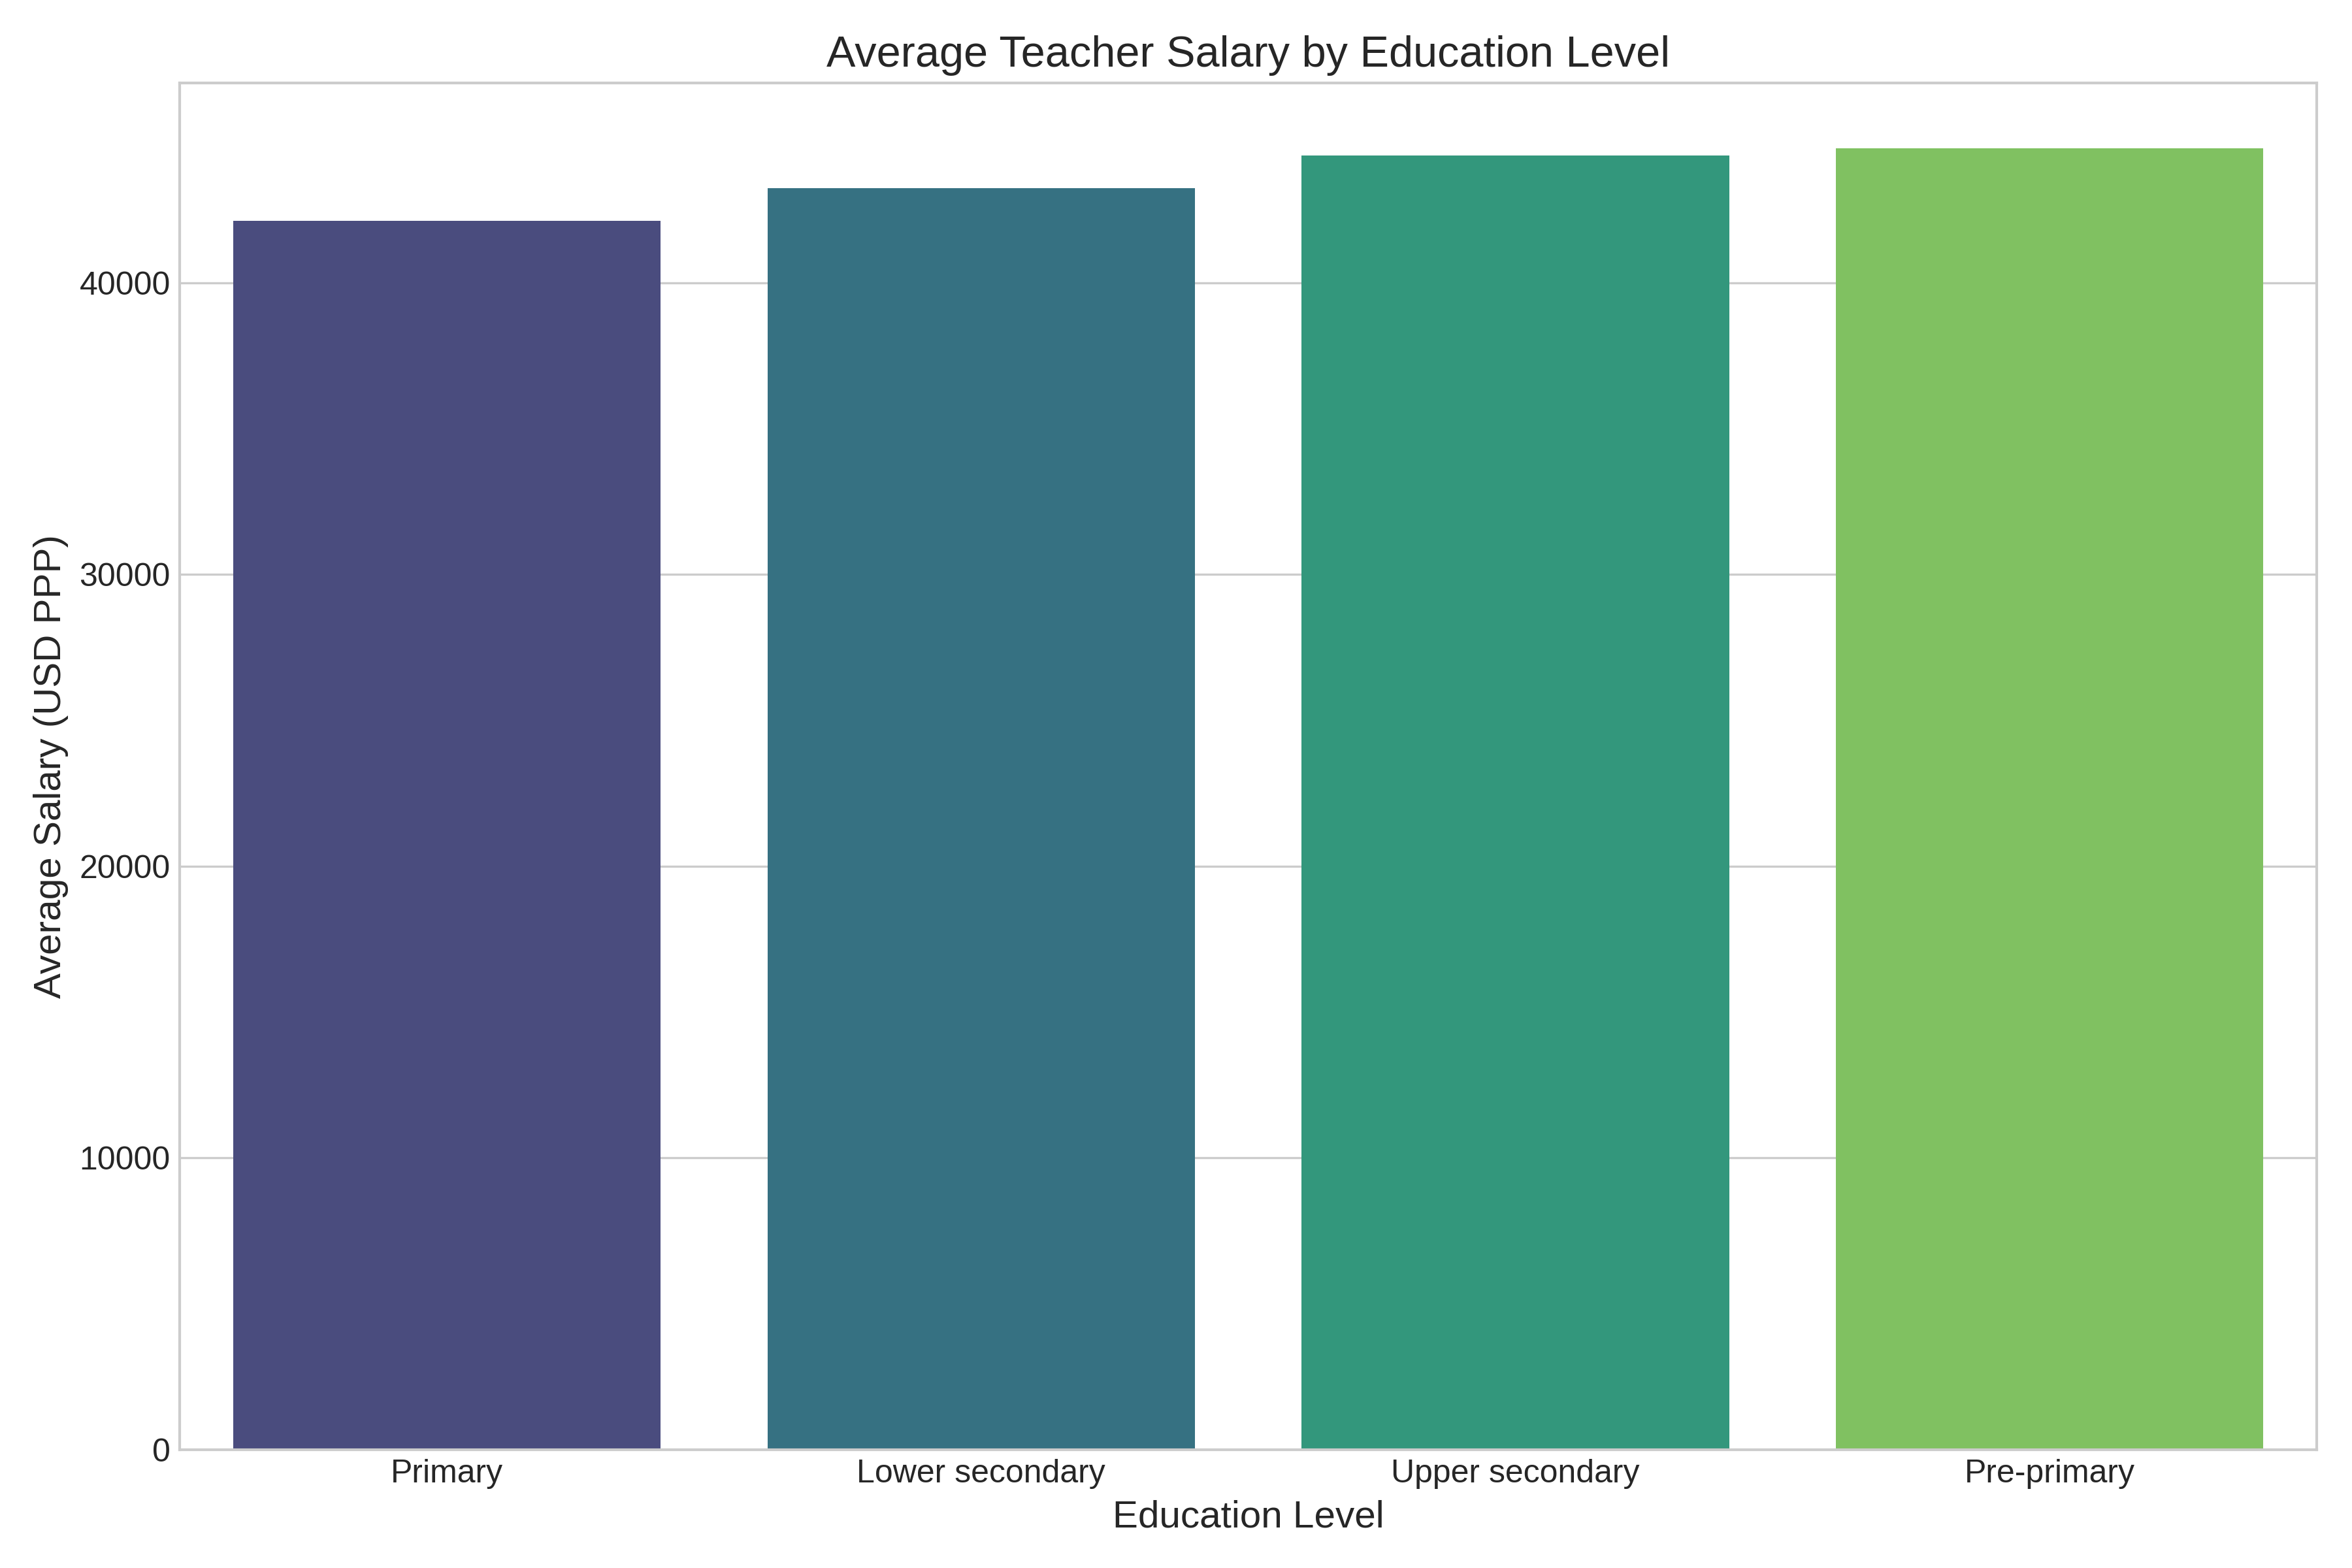 Average Teacher Salary by Education Level
Average Salary (USD PPP)
40000
30000
20000
10000
0
Primary
Lower secondary
Upper secondary
Pre-primary
Education Level